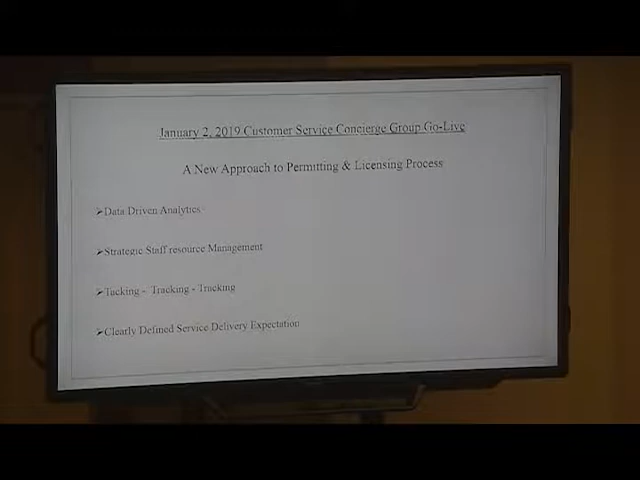 January 2, 2019 Customer Service Concierge Group Go-Live
A New Approach to Permitting & Licensing Process
➢Data Driven Analytics
➢Strategic Staff resource Management
➢Tacking - Tracking - Tracking
➢Clearly Defined Service Delivery Expectation